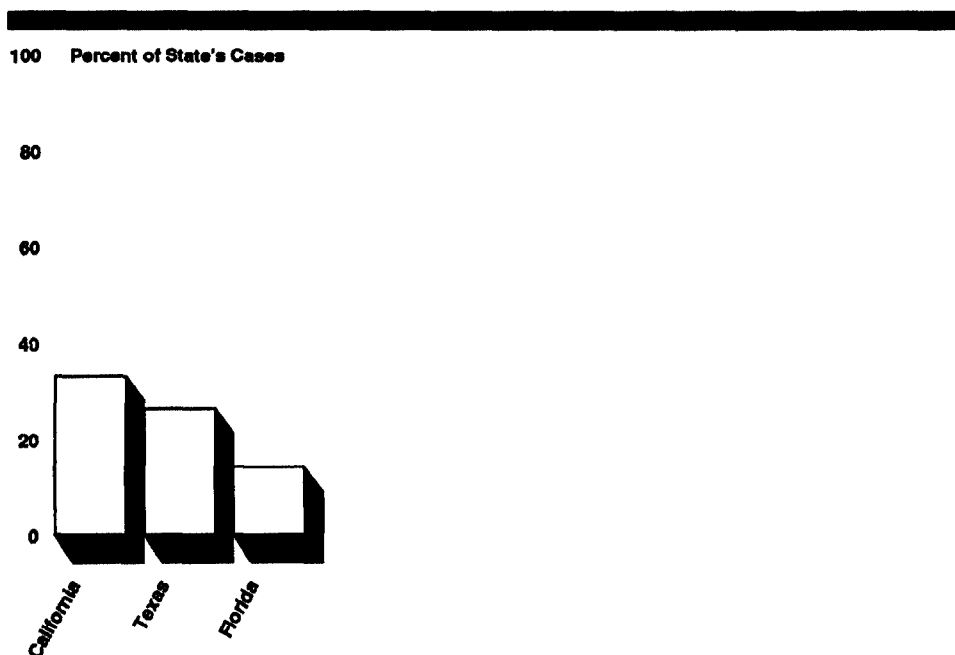 100 Percent of State's Cases
80
60
40
20
0
California
Texas
Florida